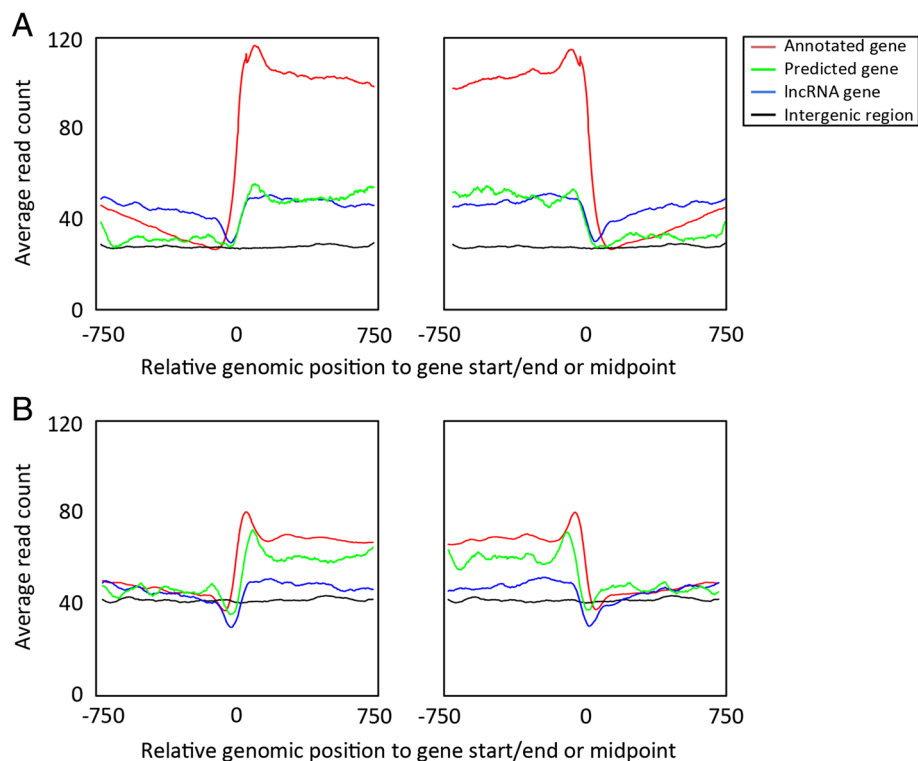 A
120
80
40
0
Average read count
-750 0 750
-750 0 750
Relative genomic position to gene start/end or midpoint
Annotated gene
Predicted gene
lncRNA gene
Intergenic region
B
120
80
40
0
Average read count
-750 0 750
-750 0 750
Relative genomic position to gene start/end or midpoint